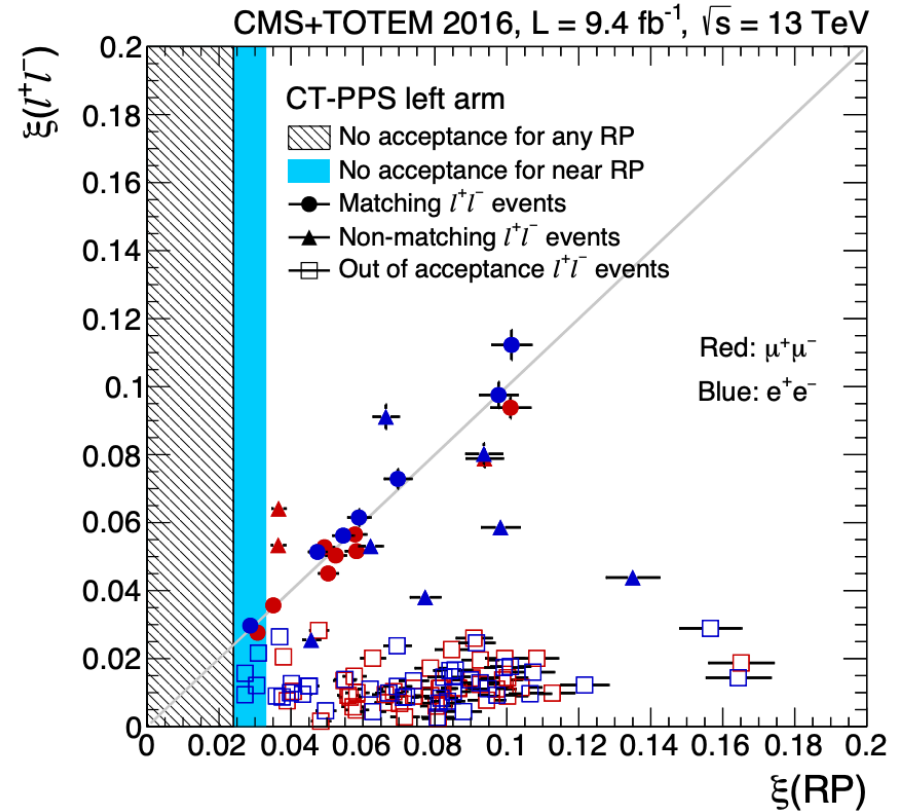 CMS+TOTEM 2016, L = 9.4 fb⁻¹, √s = 13 TeV
ξ(l⁺l⁻)
0.2
0.18
0.16
0.14
0.12
0.1
0.08
0.06
0.04
0.02
0
CT-PPS left arm
No acceptance for any RP
No acceptance for near RP
Matching l⁺l⁻ events
Non-matching l⁺l⁻ events
Out of acceptance l⁺l⁻ events
Red: μ⁺μ⁻
Blue: e⁺e⁻
0 0.02 0.04 0.06 0.08 0.1 0.12 0.14 0.16 0.18 0.2
ξ(RP)